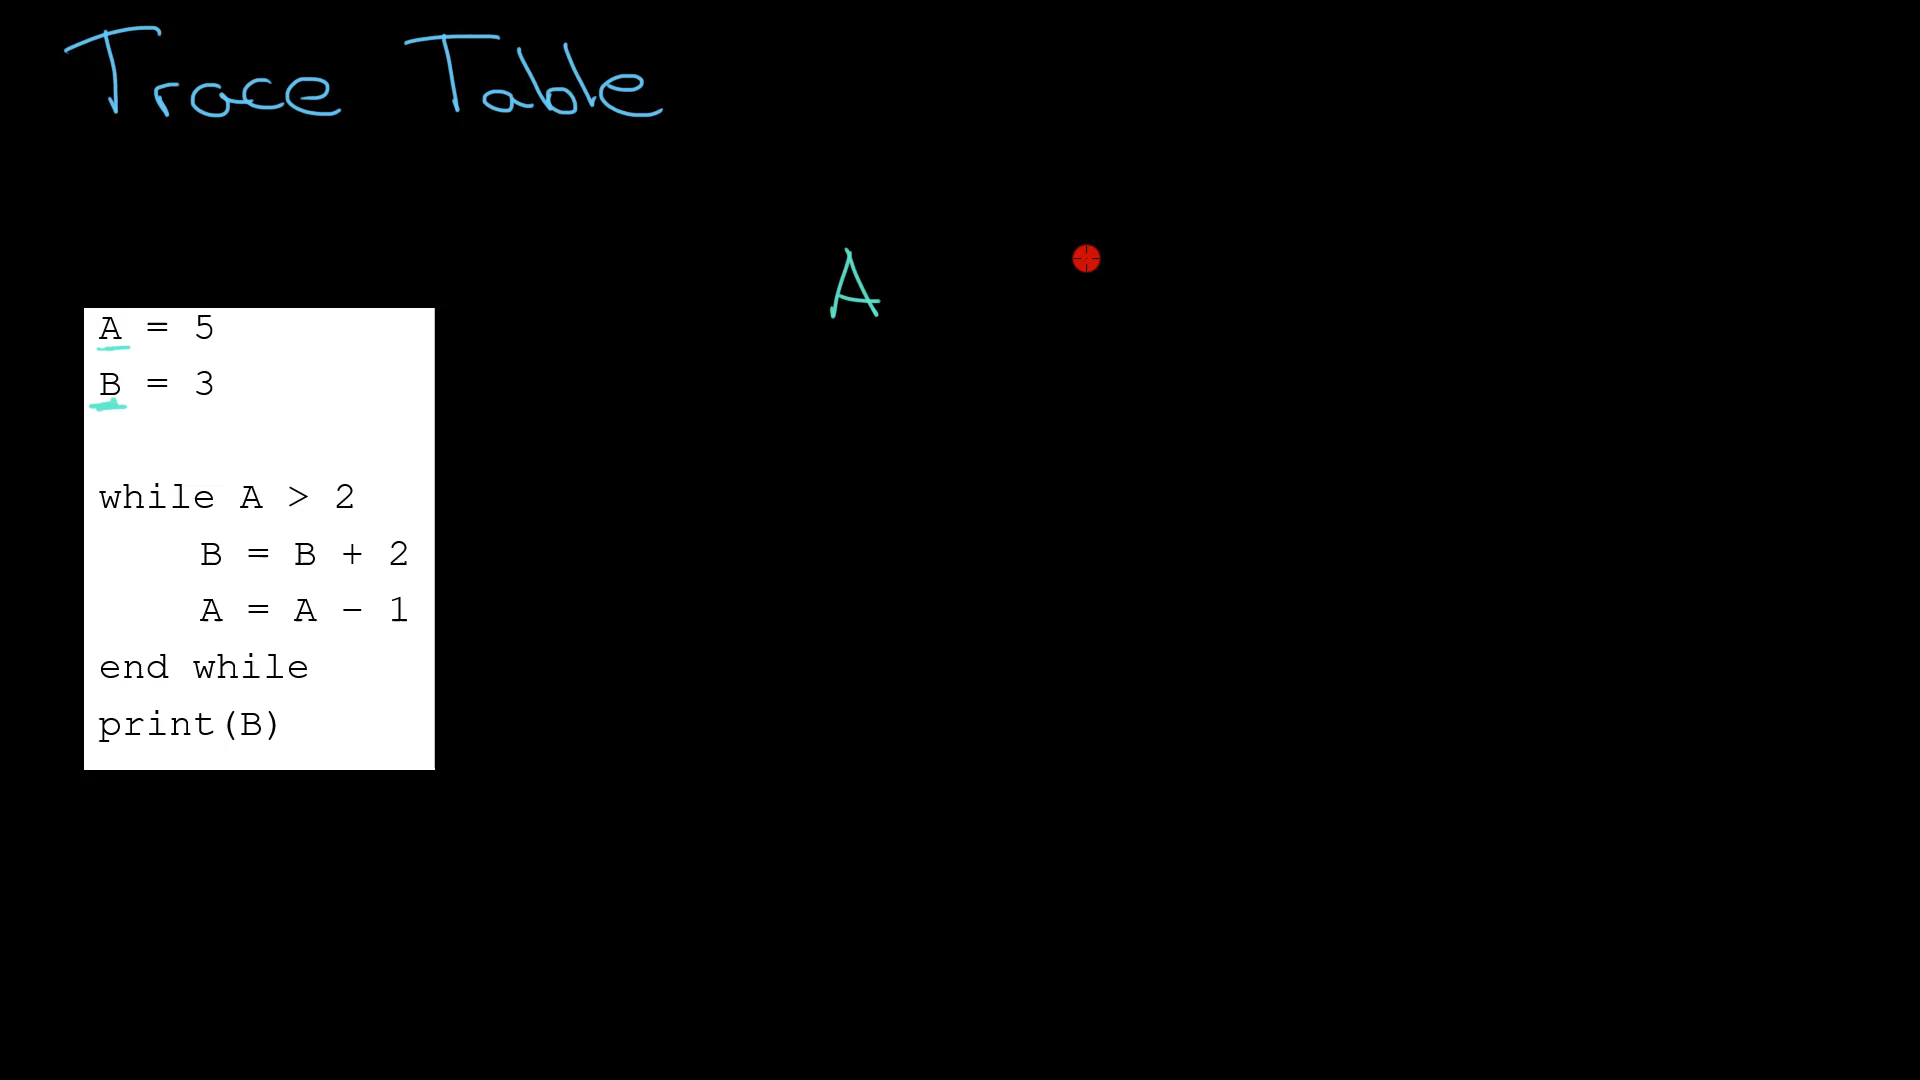 Trace Table
A
A = 5
B = 3
while A > 2
B = B + 2
A = A - 1
end while
print(B)